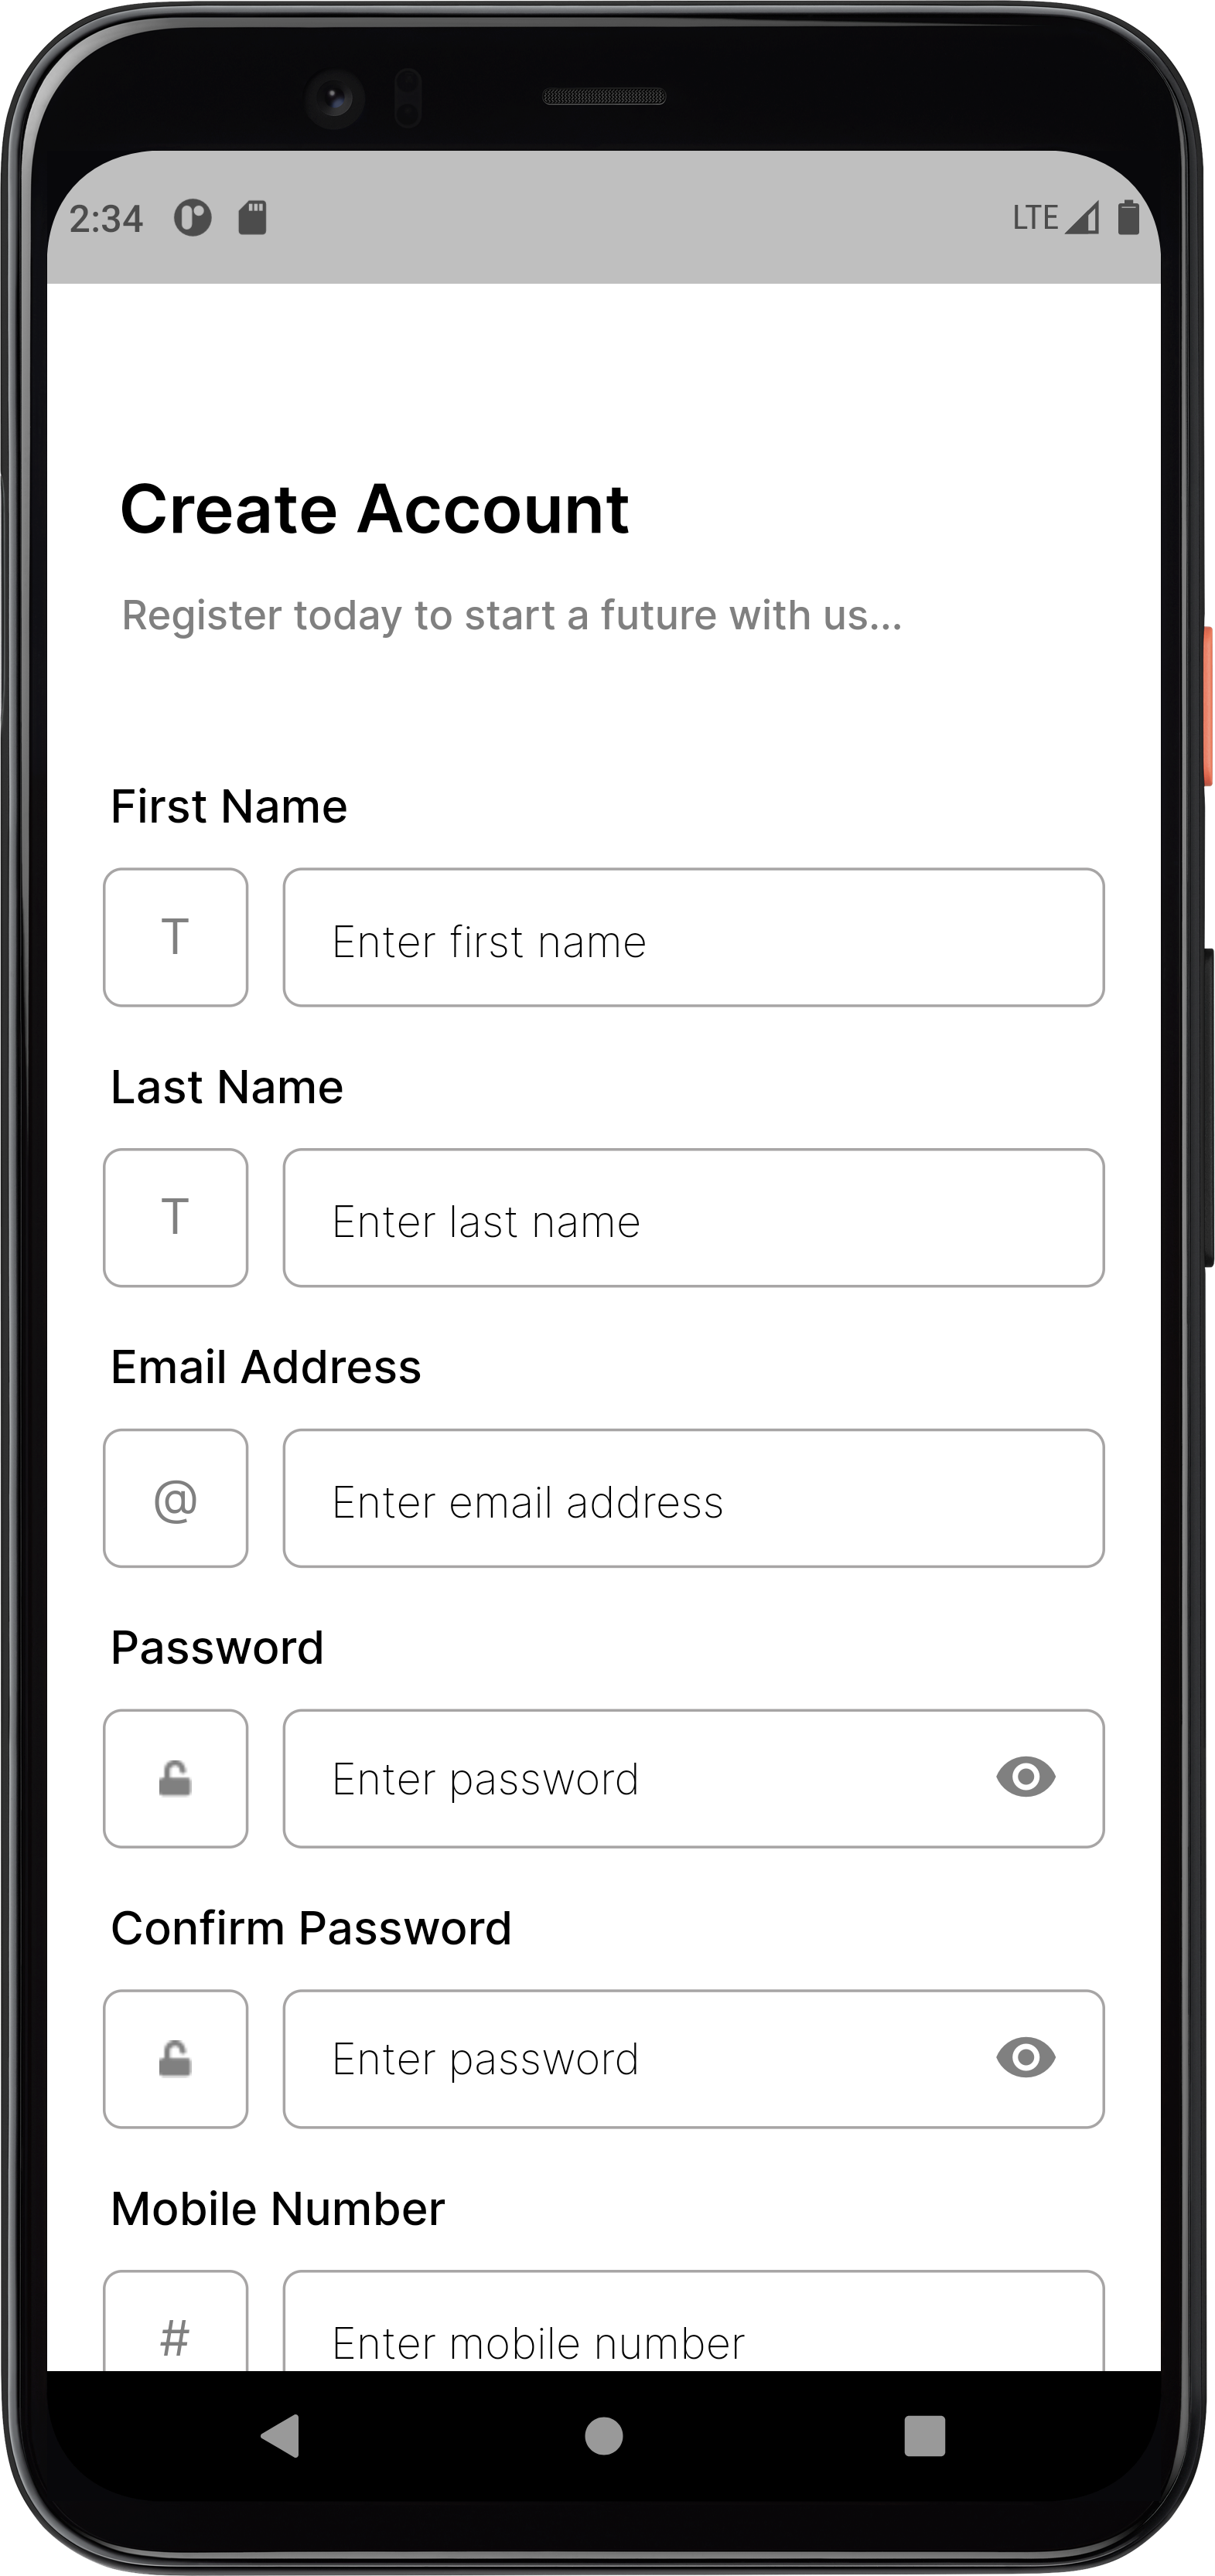 2:34 LTE
Create Account
Register today to start a future with us...
First Name
T Enter first name
Last Name
T Enter last name
Email Address
@ Enter email address
Password
Enter password
Confirm Password
Enter password
Mobile Number
# Enter mobile number